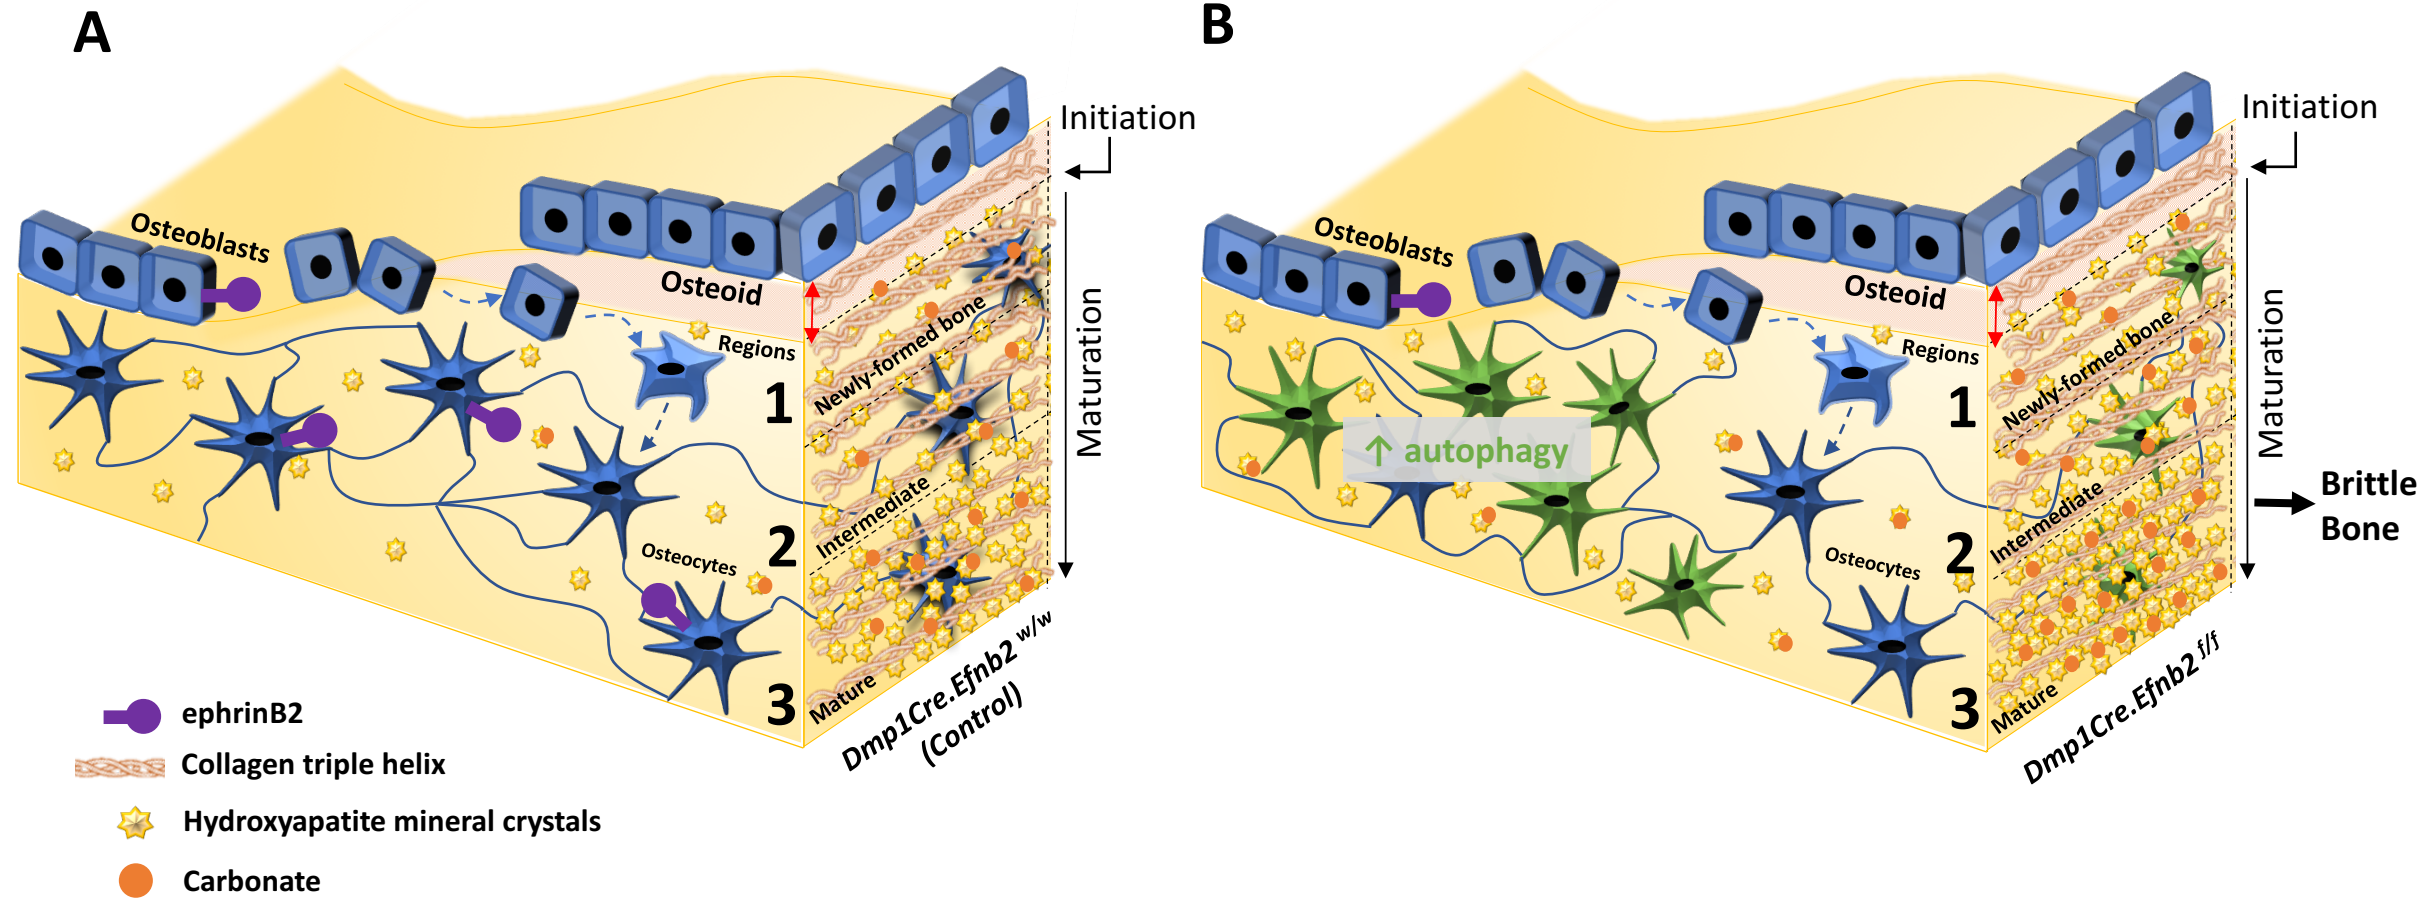 A
Initiation
Osteoblasts
Osteoid
Regions
1
2
3
Newly-formed bone
Intermediate
Mature
Maturation
Osteocytes
Dmp1Cre.Efnb2 w/w
(Control)
ephrinB2
Collagen triple helix
Hydroxyapatite mineral crystals
Carbonate
B
Initiation
Osteoblasts
Osteoid
Regions
1
2
3
Newly-formed bone
Intermediate
Mature
Maturation
↑ autophagy
Osteocytes
Brittle
Bone
Dmp1Cre.Efnb2 f/f